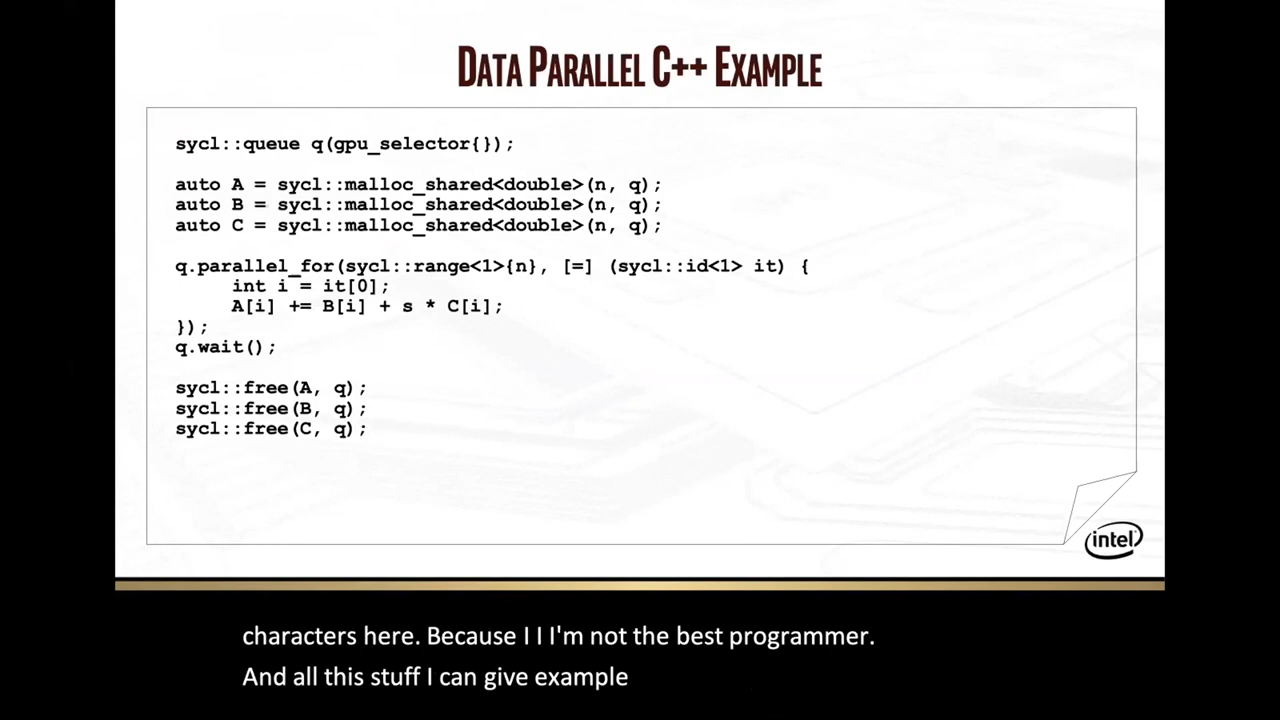 DATA PARALLEL C++ EXAMPLE
sycl::queue q(gpu_selector{});
auto A = sycl::malloc_shared<double>(n, q);
auto B = sycl::malloc_shared<double>(n, q);
auto C = sycl::malloc_shared<double>(n, q);
q.parallel_for(sycl::range<1>{n}, [=] (sycl::id<1> it) {
int i = it[0];
A[i] += B[i] + s * C[i];
});
q.wait();
sycl::free(A, q);
sycl::free(B, q);
sycl::free(C, q);
intel
characters here. Because I I I'm not the best programmer.
And all this stuff I can give example